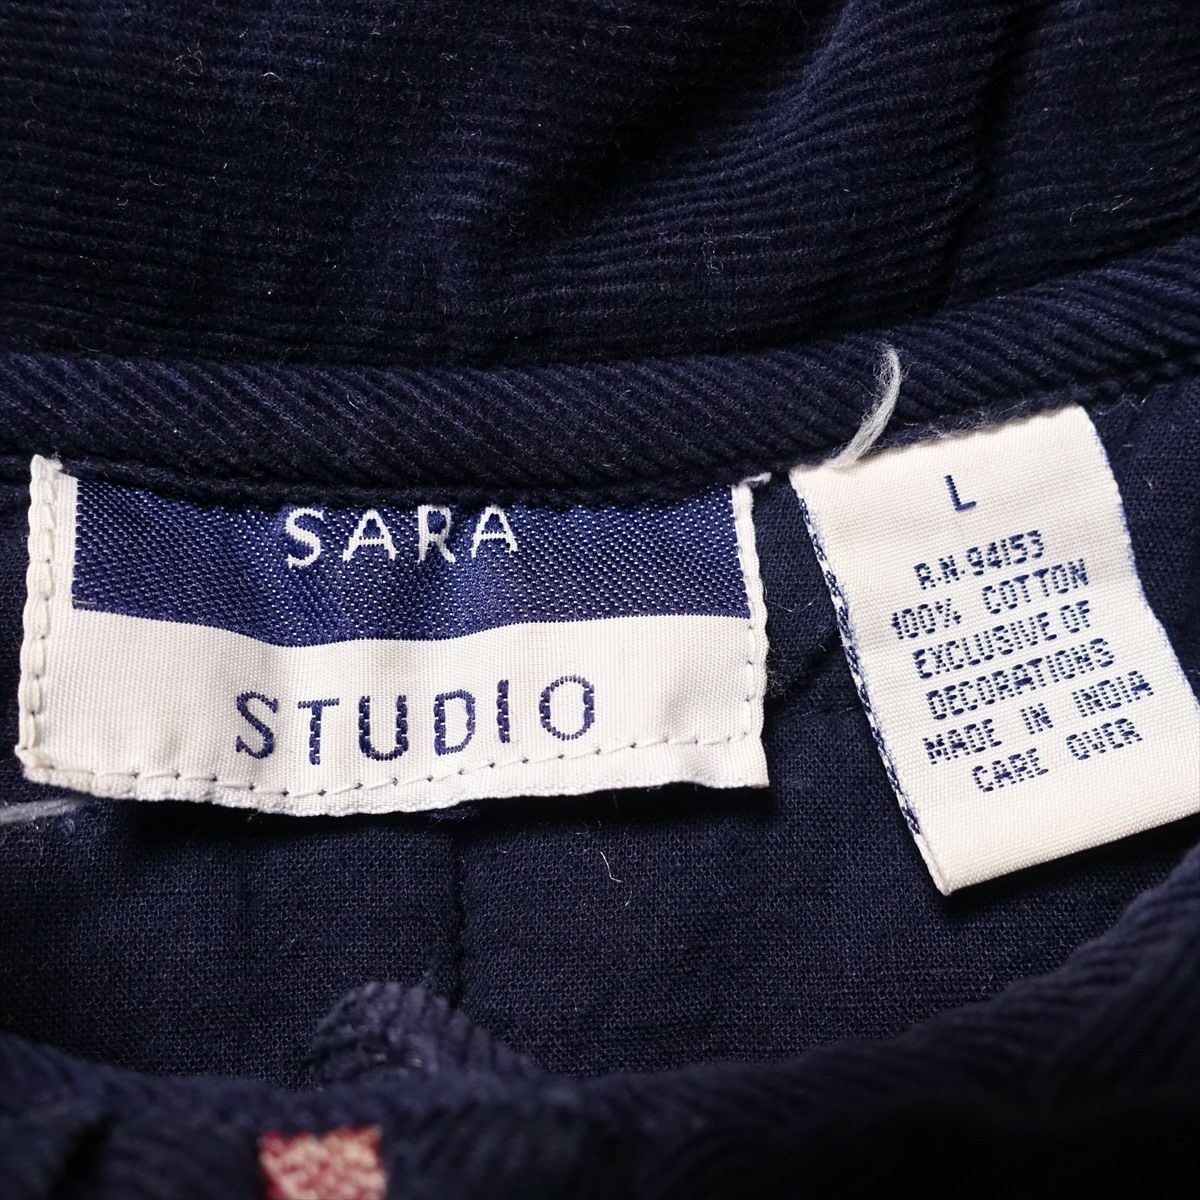 SARA
STUDIO
L
R.N. 94153
100% COTTON
EXCLUSIVE OF
DECORATIONS
MADE IN INDIA
CARE OVER